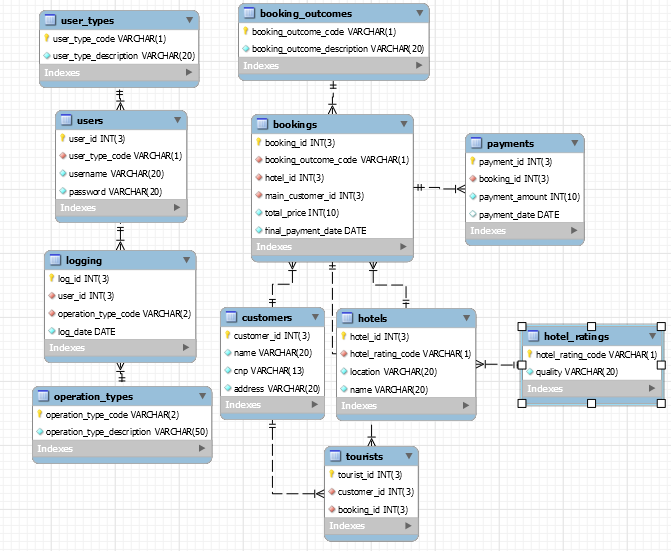 user_types
user_type_code VARCHAR(1)
user_type_description VARCHAR(20)
Indexes
booking_outcomes
booking_outcome_code VARCHAR(1)
booking_outcome_description VARCHAR(20)
Indexes
users
user_id INT(3)
user_type_code VARCHAR(1)
username VARCHAR(20)
password VARCHAR(20)
Indexes
bookings
booking_id INT(3)
booking_outcome_code VARCHAR(1)
hotel_id INT(3)
main_customer_id INT(3)
total_price INT(10)
final_payment_date DATE
Indexes
payments
payment_id INT(3)
booking_id INT(3)
payment_amount INT(10)
payment_date DATE
Indexes
logging
log_id INT(3)
user_id INT(3)
operation_type_code VARCHAR(2)
log_date DATE
Indexes
customers
customer_id INT(3)
name VARCHAR(20)
cnp VARCHAR(13)
address VARCHAR(20)
Indexes
hotels
hotel_id INT(3)
hotel_rating_code VARCHAR(1)
location VARCHAR(20)
name VARCHAR(20)
Indexes
hotel_ratings
hotel_rating_code VARCHAR(1)
quality VARCHAR(20)
Indexes
operation_types
operation_type_code VARCHAR(2)
operation_type_description VARCHAR(50)
Indexes
tourists
tourist_id INT(3)
customer_id INT(3)
booking_id INT(3)
Indexes